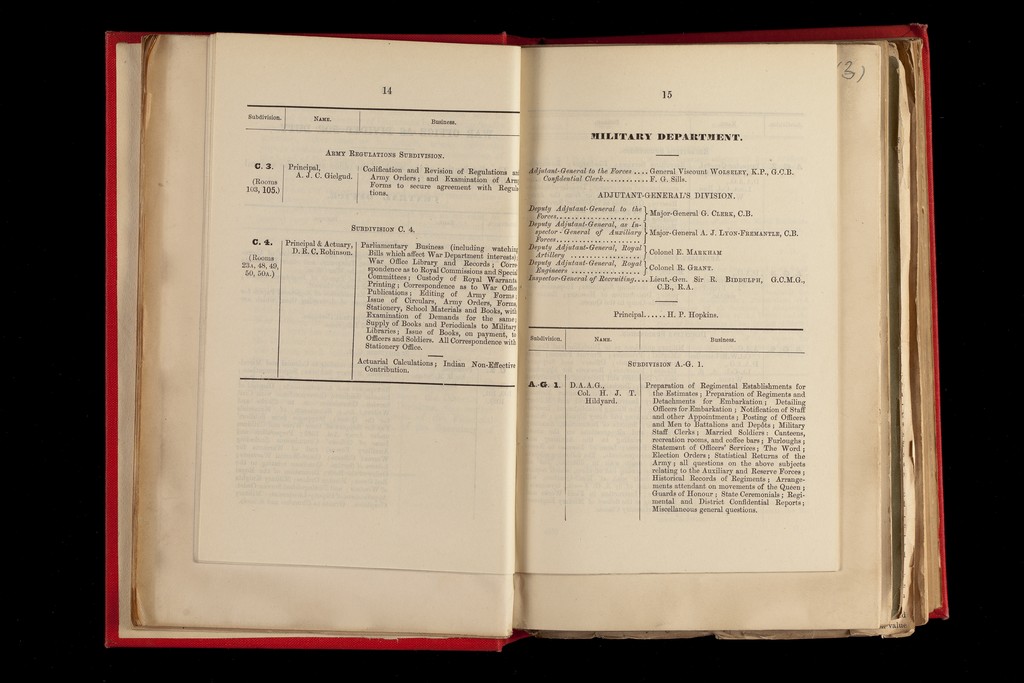 14
Subdivision. Name. Business.
Army Regulations Subdivision.
C. 3.
(Rooms
103, 105.)
Principal,
A. J. C. Gielgud.
Codification and Revision of Regulations
Army Orders; and Examination of
Forms to secure agreement with
tions.
Subdivision C. 4.
C. 4.
(Rooms
23A, 48, 49,
50, 50A.)
Principal & Actuary,
D. E. C. Robinson.
Parliamentary Business (including watching
Bills which affect War Department interests);
War Office Library and Records;
spondence as to Royal Commissions and Special
Committees; Custody of Royal Warrants
Printing; Correspondence as to War Office
Publications; Editing of Army Forms;
Issue of Circulars, Army Orders, Forms,
Stationery, School Materials and Books, with
Examination of Demands for the same;
Supply of Books and Periodicals to Military
Libraries; Issue of Books, on payment, to
Officers and Soldiers. All Correspondence with
Stationery Office.
Actuarial Calculations; Indian Non-Effective
Contribution.
(3)
15
MILITARY DEPARTMENT.
Adjutant-General to the Forces .... General Viscount Wolseley, K.P., G.C.B.
Confidential Clerk............ F. G. Sills.
ADJUTANT-GENERAL'S DIVISION.
Deputy Adjutant-General to the
Forces..................... } Major-General G. Clerk, C.B.
Deputy Adjutant-General, as In-
spector-General of Auxiliary
Forces..................... } Major-General A. J. Lyon-Fremantle, C.B.
Deputy Adjutant-General, Royal
Artillery .................. } Colonel E. Markham
Deputy Adjutant-General, Royal
Engineers .................. } Colonel R. Grant.
Inspector-General of Recruiting.... Lieut.-Gen. Sir R. Biddulph, G.C.M.G.,
C.B., R.A.
Principal...... H. P. Hopkins.
Subdivision. Name. Business.
Subdivision A.-G. 1.
A.-G. 1.
D.A.A.G.,
Col. H. J. T.
Hildyard.
Preparation of Regimental Establishments for
the Estimates; Preparation of Regiments and
Detachments for Embarkation; Detailing
Officers for Embarkation; Notification of Staff
and other Appointments; Posting of Officers
and Men to Battalions and Depôts; Military
Staff Clerks; Married Soldiers: Canteens,
recreation rooms, and coffee bars; Furloughs;
Statement of Officers' Services; The Word;
Election Orders; Statistical Returns of the
Army; all questions on the above subjects
relating to the Auxiliary and Reserve Forces;
Historical Records of Regiments; Arrange-
ments attendant on movements of the Queen;
Guards of Honour; State Ceremonials; Regi-
mental and District Confidential Reports;
Miscellaneous general questions.
value.